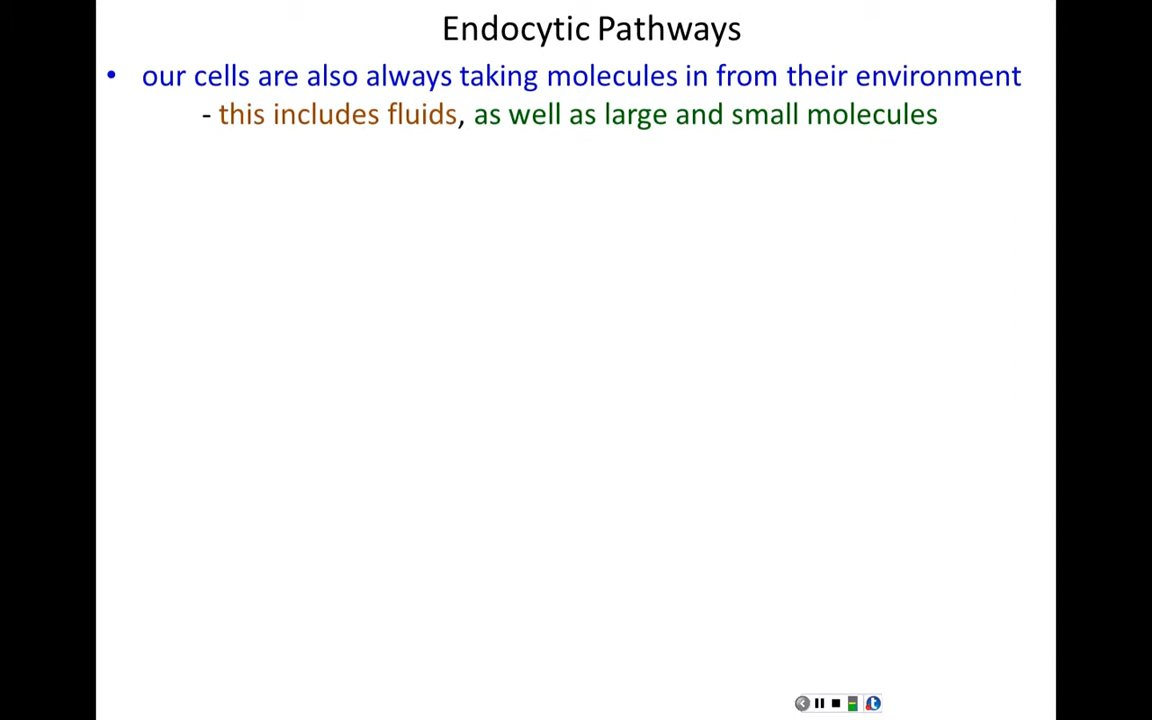 Endocytic Pathways
• our cells are also always taking molecules in from their environment
- this includes fluids, as well as large and small molecules